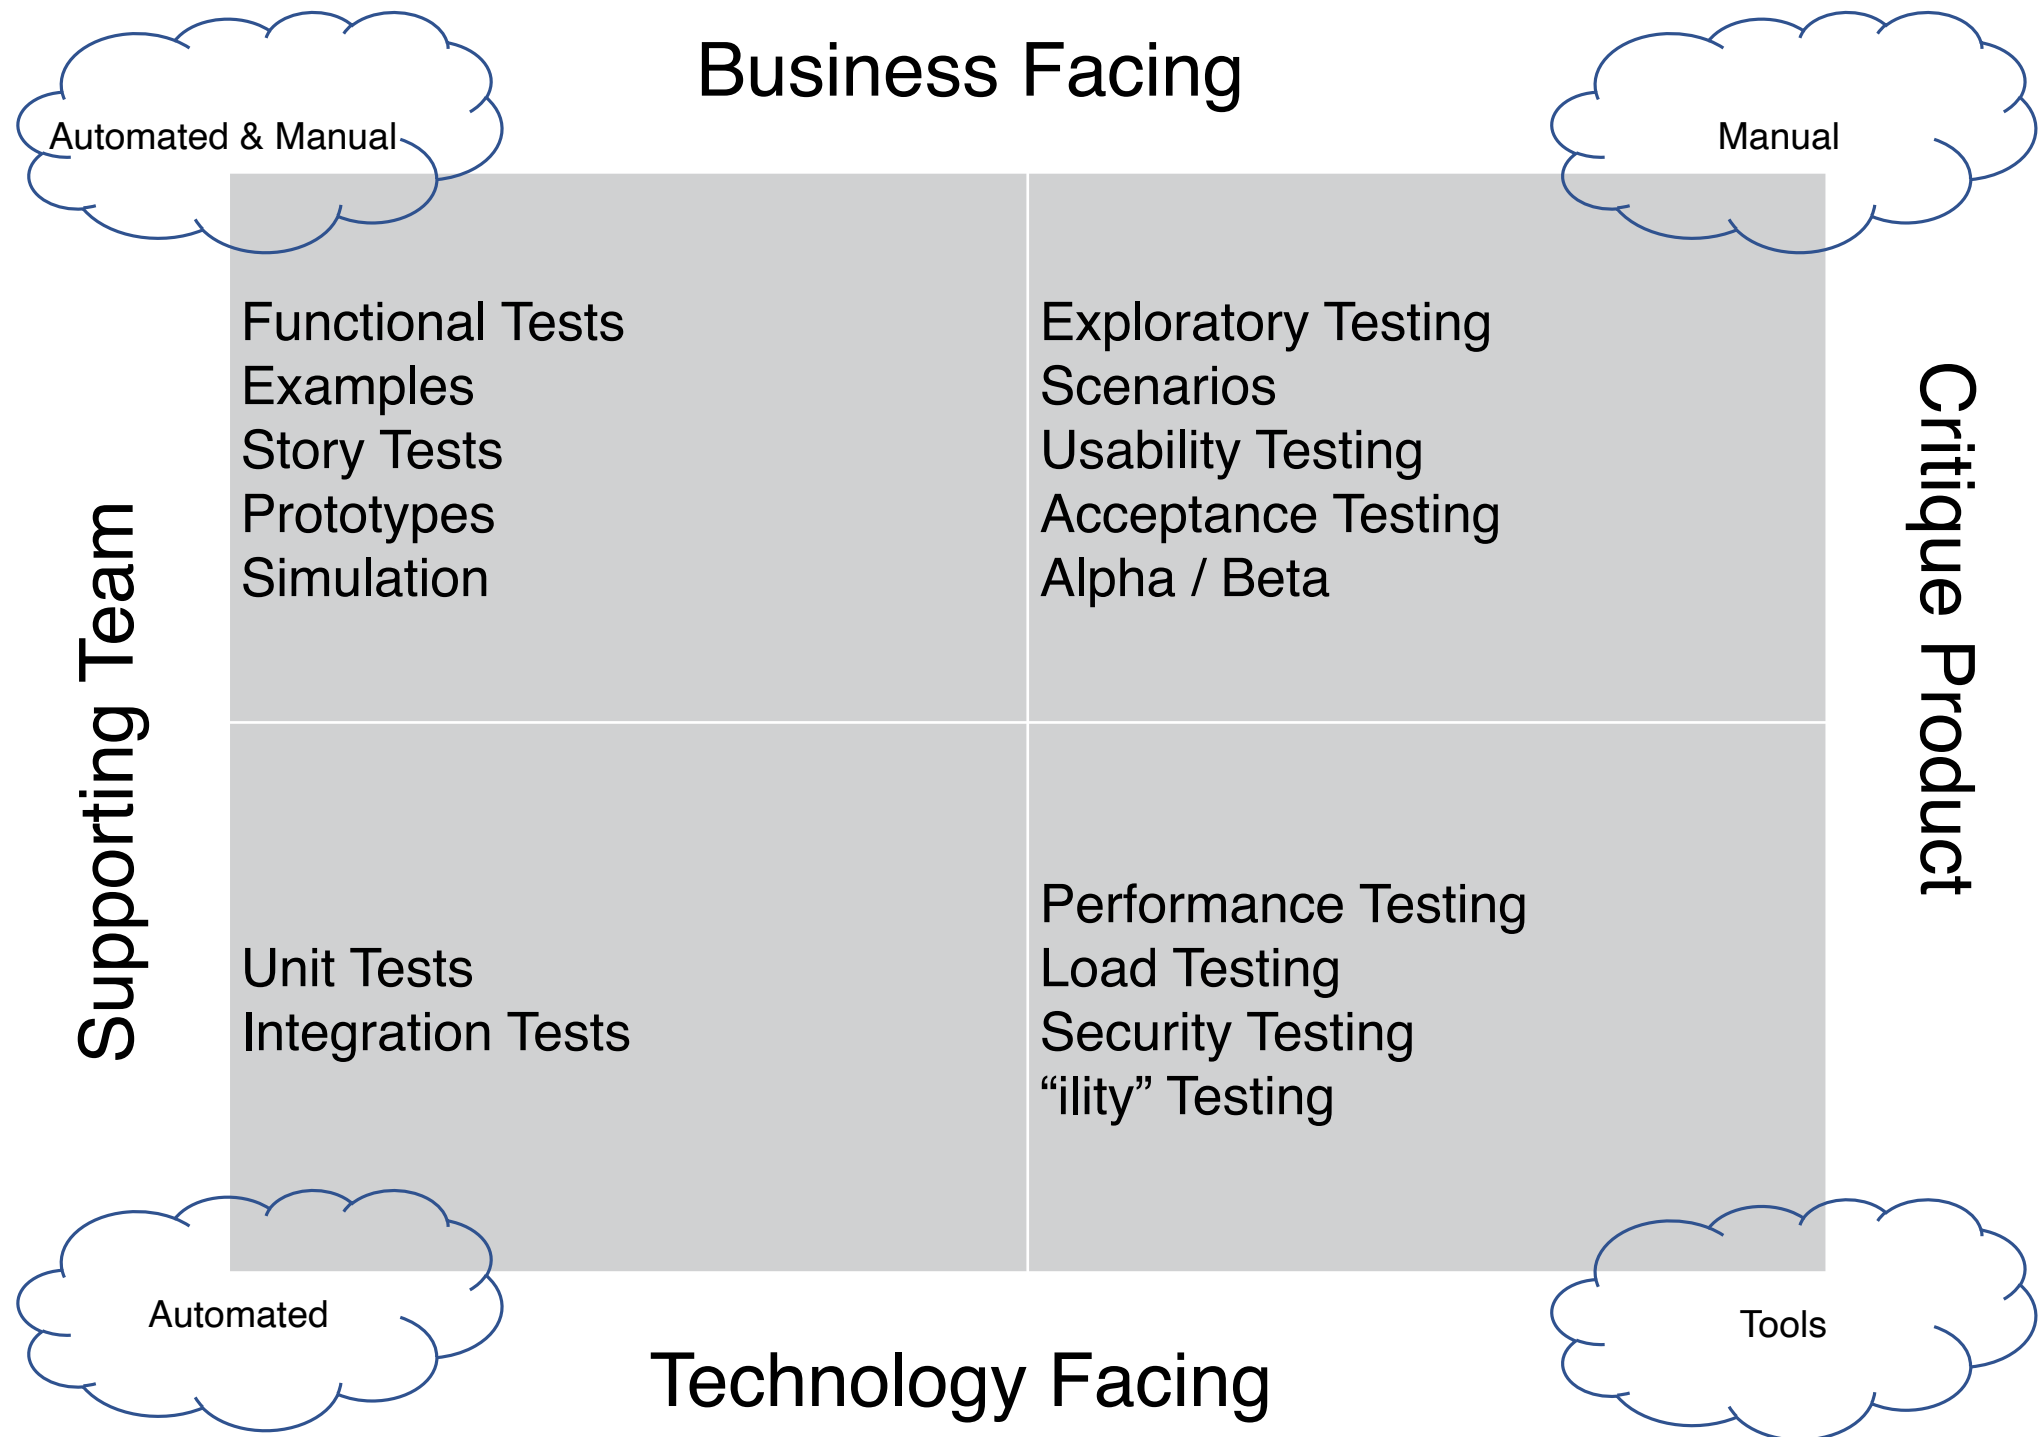 Business Facing
Automated & Manual
Manual
Functional Tests
Examples
Story Tests
Prototypes
Simulation
Exploratory Testing
Scenarios
Usability Testing
Acceptance Testing
Alpha / Beta
Supporting Team
Critique Product
Unit Tests
Integration Tests
Performance Testing
Load Testing
Security Testing
“ility” Testing
Automated
Tools
Technology Facing